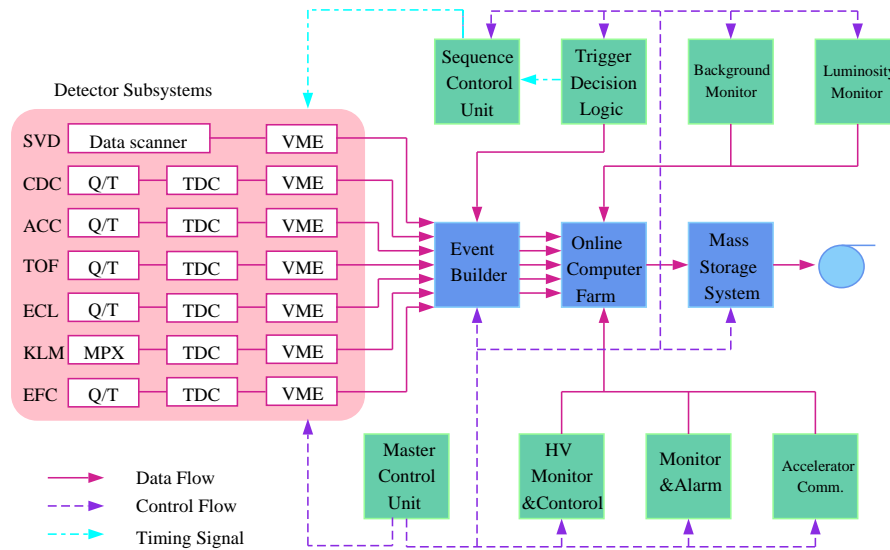 Sequence
Contorol
Unit
Trigger
Decision
Logic
Background
Monitor
Luminosity
Monitor
Detector Subsystems
SVD Data scanner VME
CDC Q/T TDC VME
ACC Q/T TDC VME
TOF Q/T TDC VME
ECL Q/T TDC VME
KLM MPX TDC VME
EFC Q/T TDC VME
Event
Builder
Online
Computer
Farm
Mass
Storage
System
Master
Control
Unit
HV
Monitor
&Contorol
Monitor
&Alarm
Accelerator
Comm.
Data Flow
Control Flow
Timing Signal